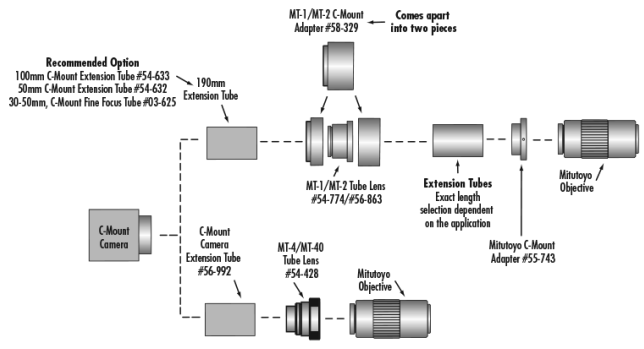 MT-1/MT-2 C-Mount
Adapter #58-329
Comes apart
into two pieces
Recommended Option
100mm C-Mount Extension Tube #54-633
50mm C-Mount Extension Tube #54-632
30-50mm, C-Mount Fine Focus Tube #03-625
190mm
Extension Tube
MT-1/MT-2 Tube Lens
#54-774/#56-863
Extension Tubes
Exact length
selection dependent
on the application
Mitutoyo
Objective
Mitutoyo C-Mount
Adapter #55-743
C-Mount
Camera
C-Mount
Camera
Extension Tube
#56-992
MT-4/MT-40
Tube Lens
#54-428
Mitutoyo
Objective